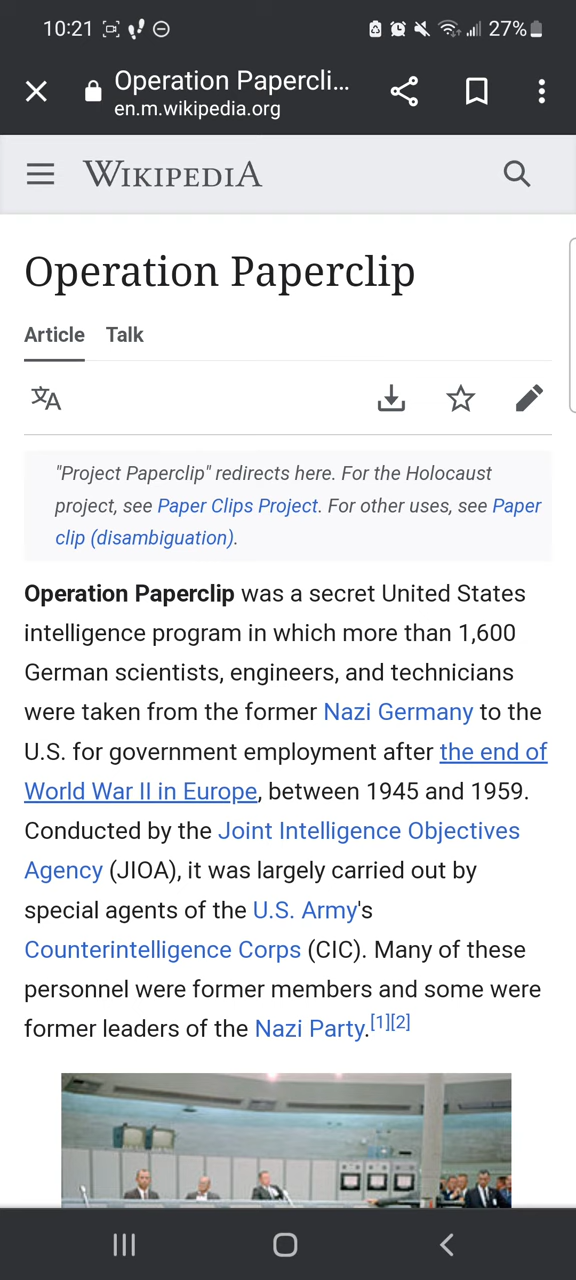 10:21 27%
Operation Papercli...
en.m.wikipedia.org
WIKIPEDIA
Operation Paperclip
Article Talk
"Project Paperclip" redirects here. For the Holocaust
project, see Paper Clips Project. For other uses, see Paper
clip (disambiguation).
Operation Paperclip was a secret United States
intelligence program in which more than 1,600
German scientists, engineers, and technicians
were taken from the former Nazi Germany to the
U.S. for government employment after the end of
World War II in Europe, between 1945 and 1959.
Conducted by the Joint Intelligence Objectives
Agency (JIOA), it was largely carried out by
special agents of the U.S. Army's
Counterintelligence Corps (CIC). Many of these
personnel were former members and some were
former leaders of the Nazi Party.[1][2]